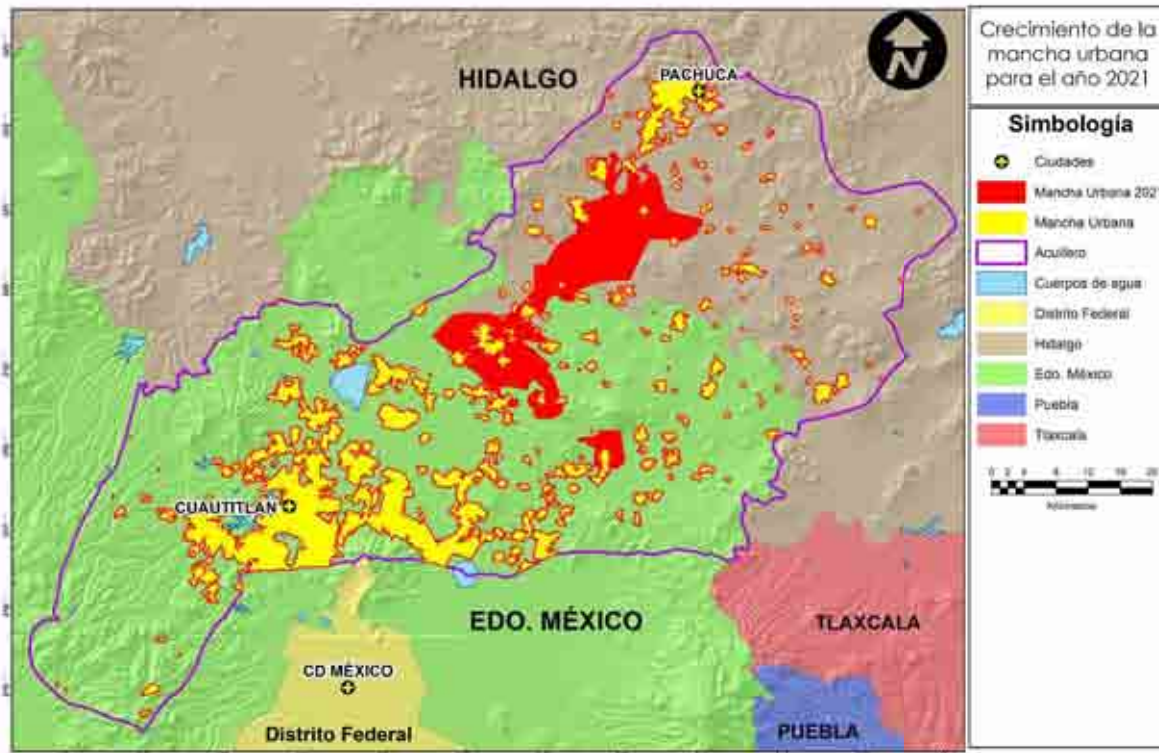 Crecimiento de la
mancha urbana
para el año 2021
N
HIDALGO
PACHUCA
CUAUTITLAN
EDO. MÉXICO
TLAXCALA
CD MÉXICO
Distrito Federal
PUEBLA
Simbología
Ciudades
Mancha Urbana 202
Mancha Urbana
Acuífero
Cuerpos de agua
Distrito Federal
Hidalgo
Edo. México
Puebla
Tlaxcala